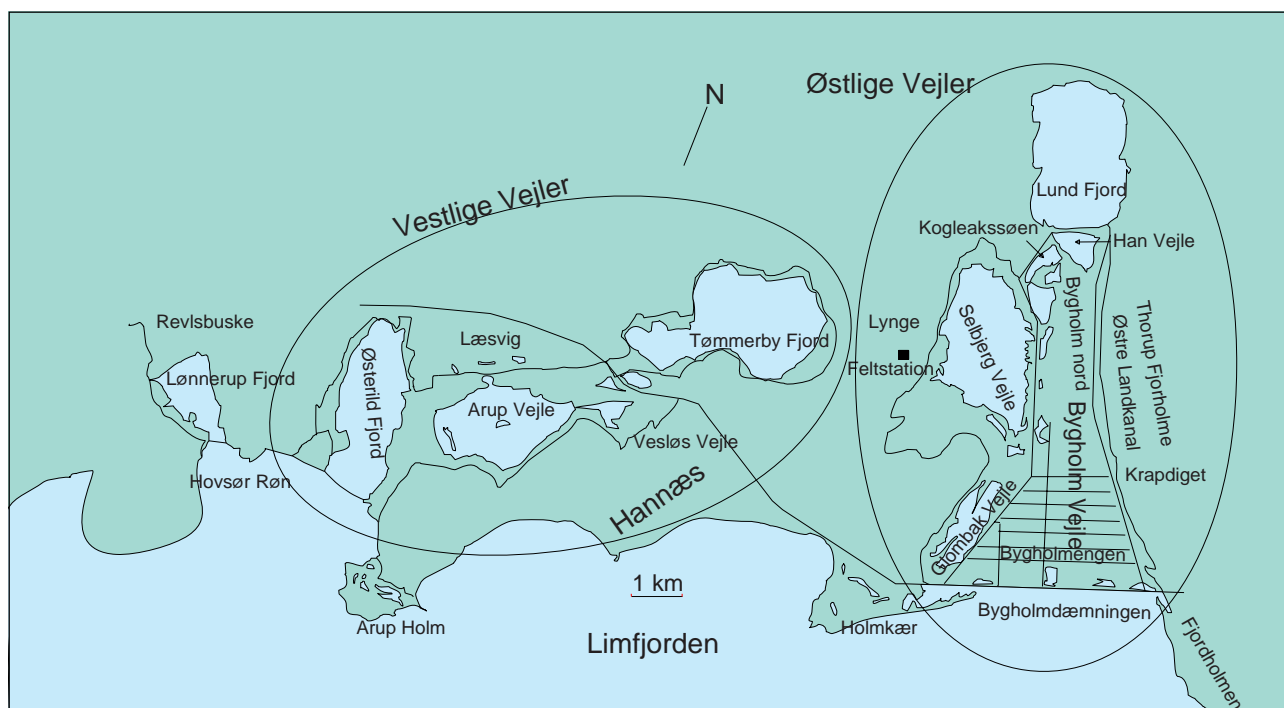 Østlige Vejler
N
Lund Fjord
Vestlige Vejler
Kogleakssøen
Han Vejle
Revlsbuske
Læsvig
Tømmerby Fjord
Lynge
Feltstation
Selbjerg Vejle
Bygholm nord
Thorup Fjorholme
Østre Landkanal
Lønnerup Fjord
Østerild Fjord
Arup Vejle
Vesløs Vejle
Bygholm Vejle
Krapdiget
Hovsør Røn
Hannæs
Glombak Vejle
Bygholmengen
1 km
Bygholmdæmningen
Arup Holm
Holmkær
Limfjorden
Fjordholmen